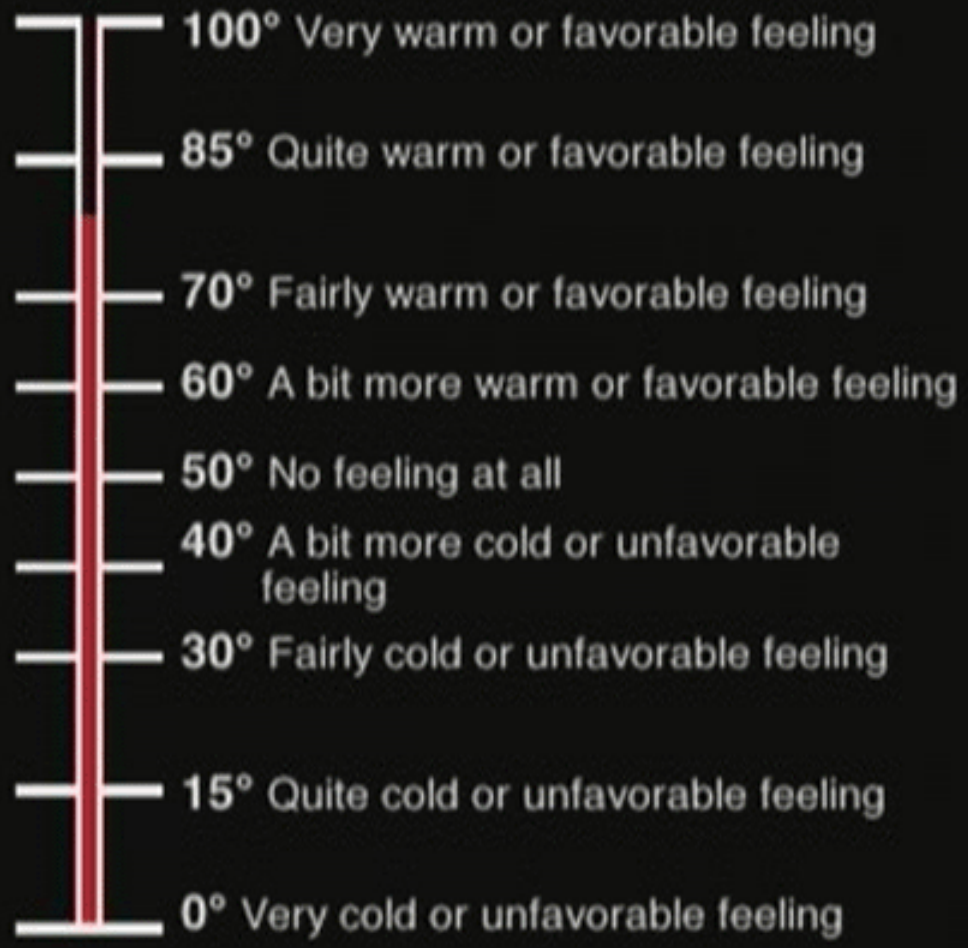 100° Very warm or favorable feeling
85° Quite warm or favorable feeling
70° Fairly warm or favorable feeling
60° A bit more warm or favorable feeling
50° No feeling at all
40° A bit more cold or unfavorable
feeling
30° Fairly cold or unfavorable feeling
15° Quite cold or unfavorable feeling
0° Very cold or unfavorable feeling